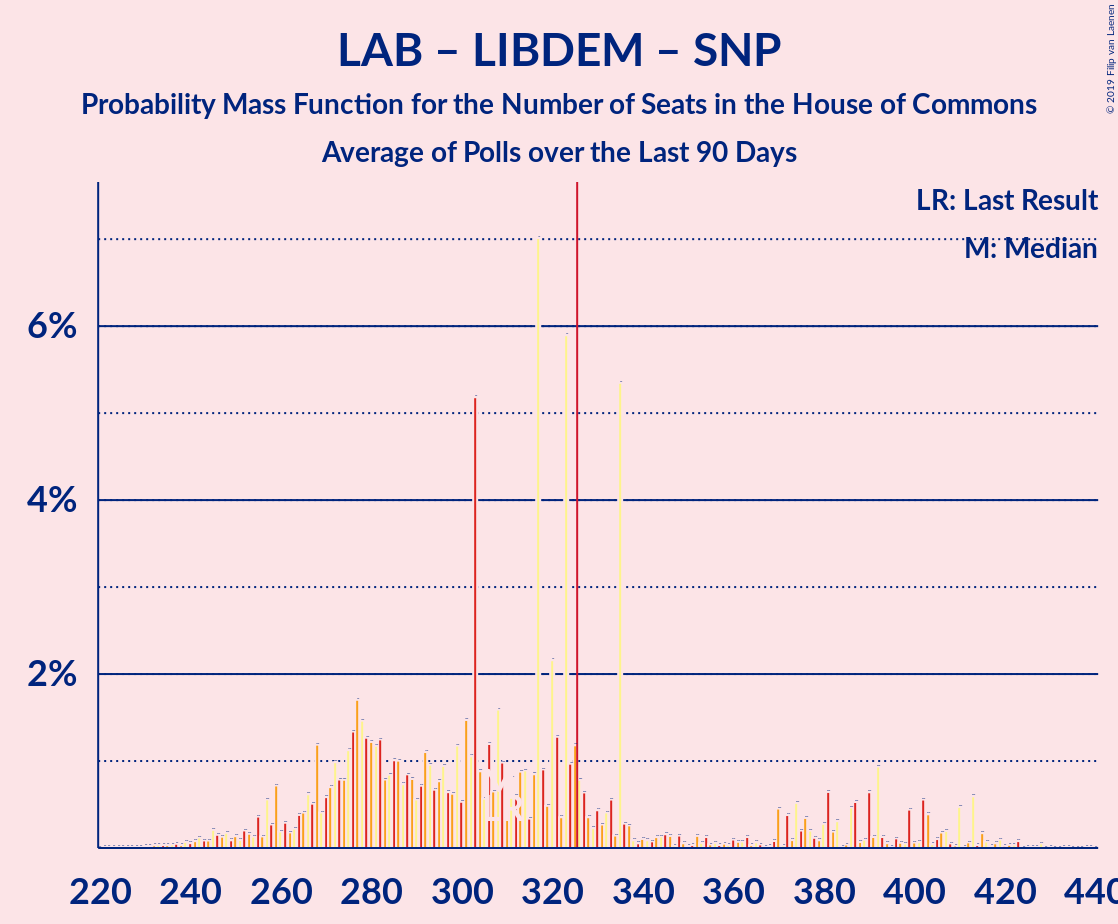 LAB – LIBDEM – SNP
Probability Mass Function for the Number of Seats in the House of Commons
Average of Polls over the Last 90 Days
© 2019 Filip van Laenen
LR: Last Result
M: Median
6%
4%
2%
220 240 260 280 300 320 340 360 380 400 420 440